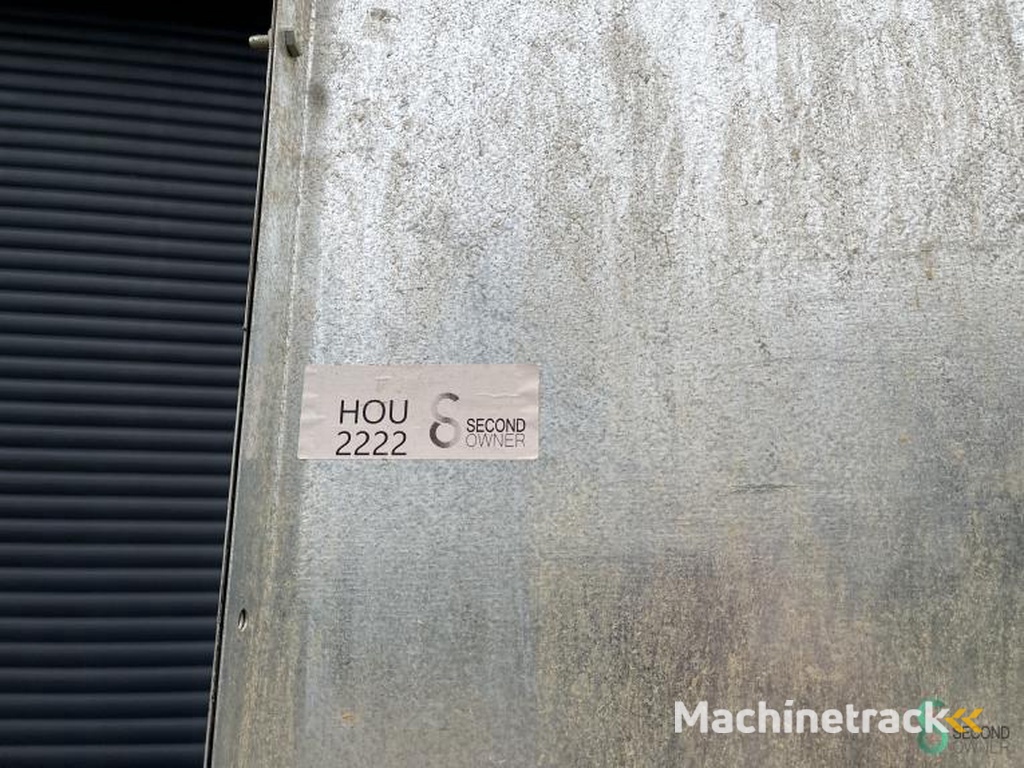 HOU
2222
SECOND
OWNER
Machinetrack
SECOND
OWNER